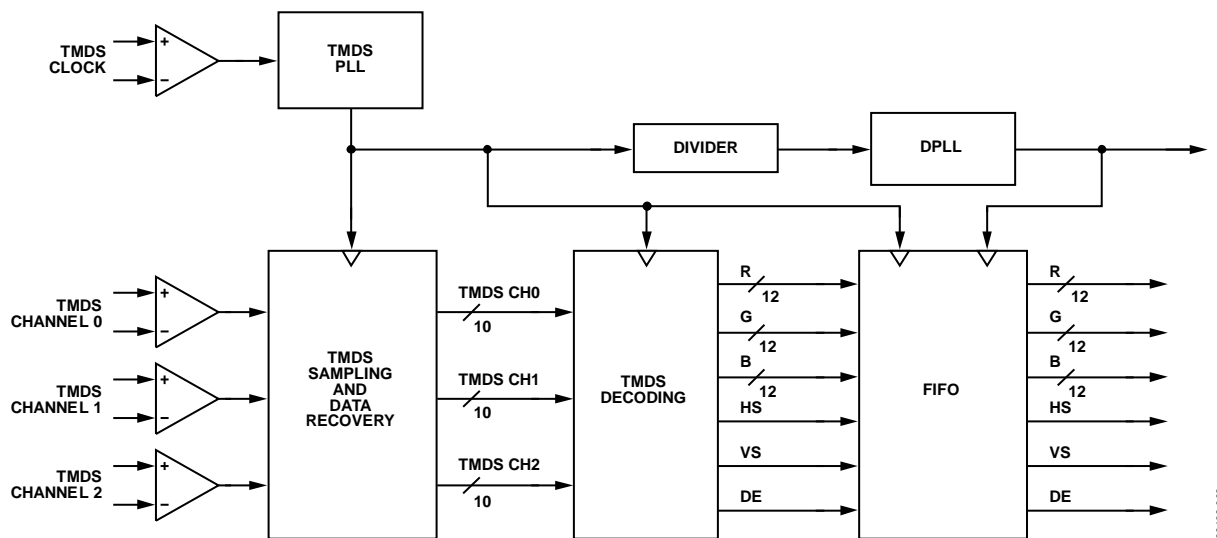 TMDS
CLOCK
+
−
TMDS
PLL
DIVIDER
DPLL
TMDS
CHANNEL 0
+
−
TMDS
CHANNEL 1
+
−
TMDS
CHANNEL 2
+
−
TMDS
SAMPLING
AND
DATA
RECOVERY
TMDS CH0
10
TMDS CH1
10
TMDS CH2
10
TMDS
DECODING
R
12
G
12
B
12
HS
VS
DE
FIFO
R
12
G
12
B
12
HS
VS
DE